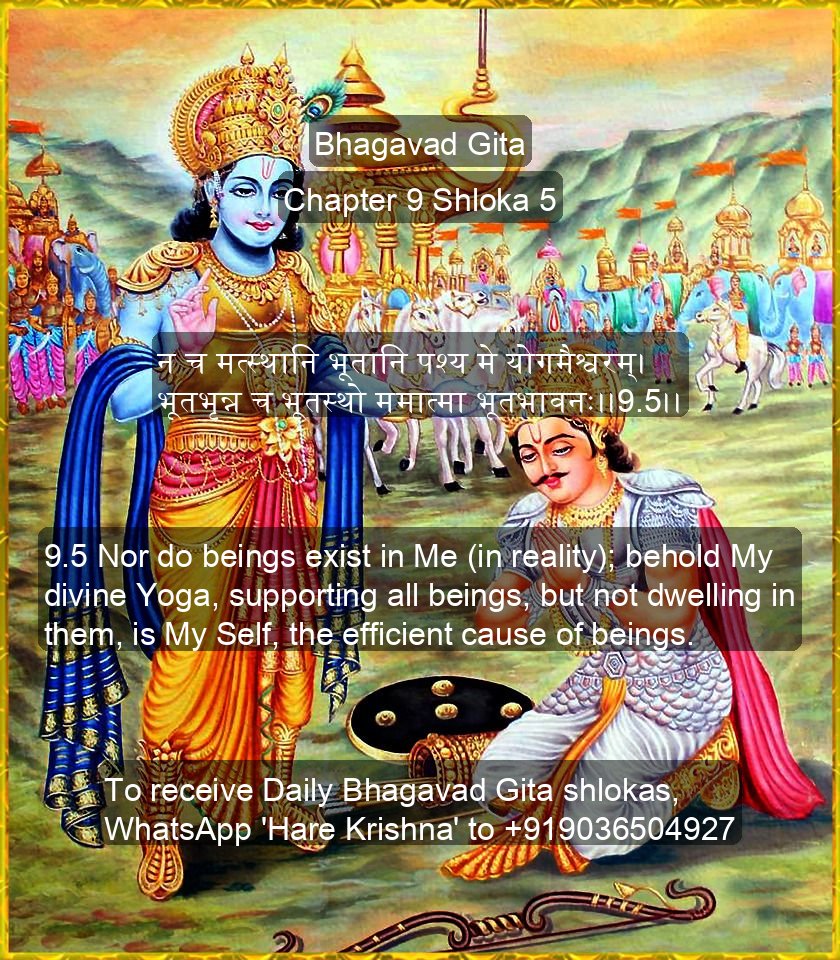 Bhagavad Gita
Chapter 9 Shloka 5
न च मत्स्थानि भूतानि पश्य मे योगमैश्वरम्।
भूतभृन्न च भूतस्थो ममात्मा भूतभावनः।।9.5।।
9.5 Nor do beings exist in Me (in reality); behold My
divine Yoga, supporting all beings, but not dwelling in
them, is My Self, the efficient cause of beings.
To receive Daily Bhagavad Gita shlokas,
WhatsApp 'Hare Krishna' to +919036504927